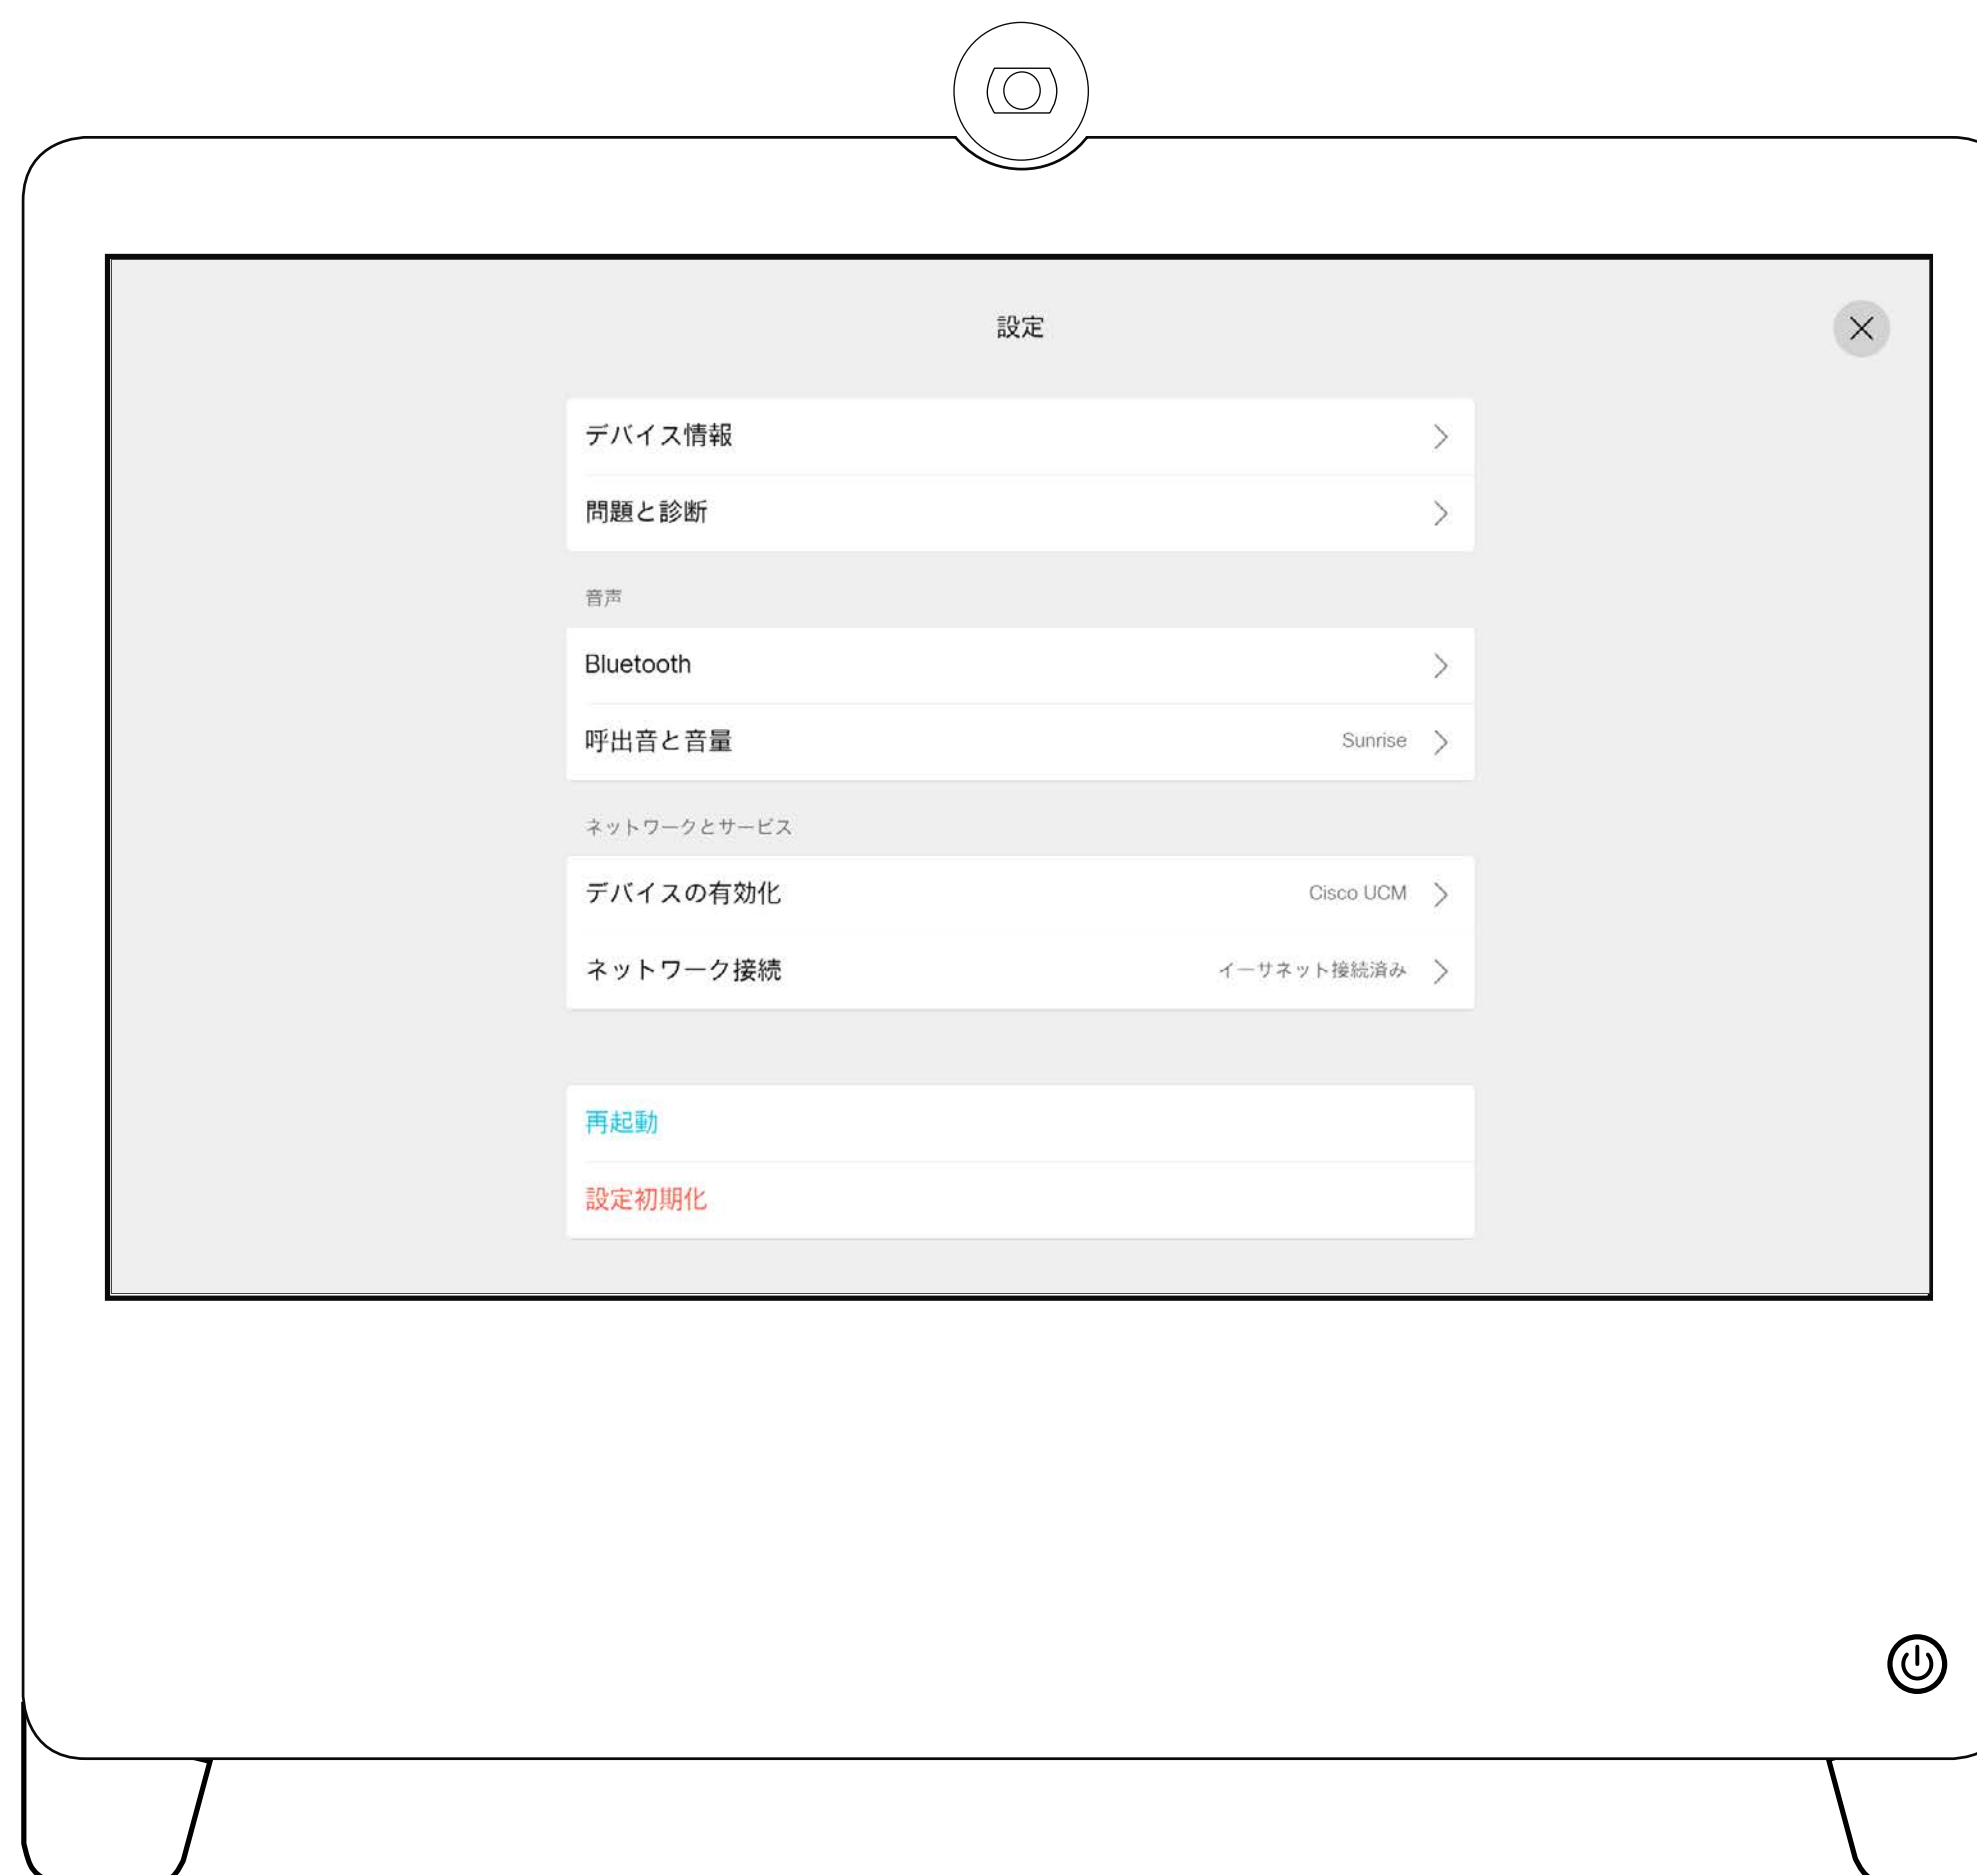 設定
デバイス情報
問題と診断
音声
Bluetooth
呼出音と音量 Sunrise
ネットワークとサービス
デバイスの有効化 Cisco UCM
ネットワーク接続 イーサネット接続済み
再起動
設定初期化